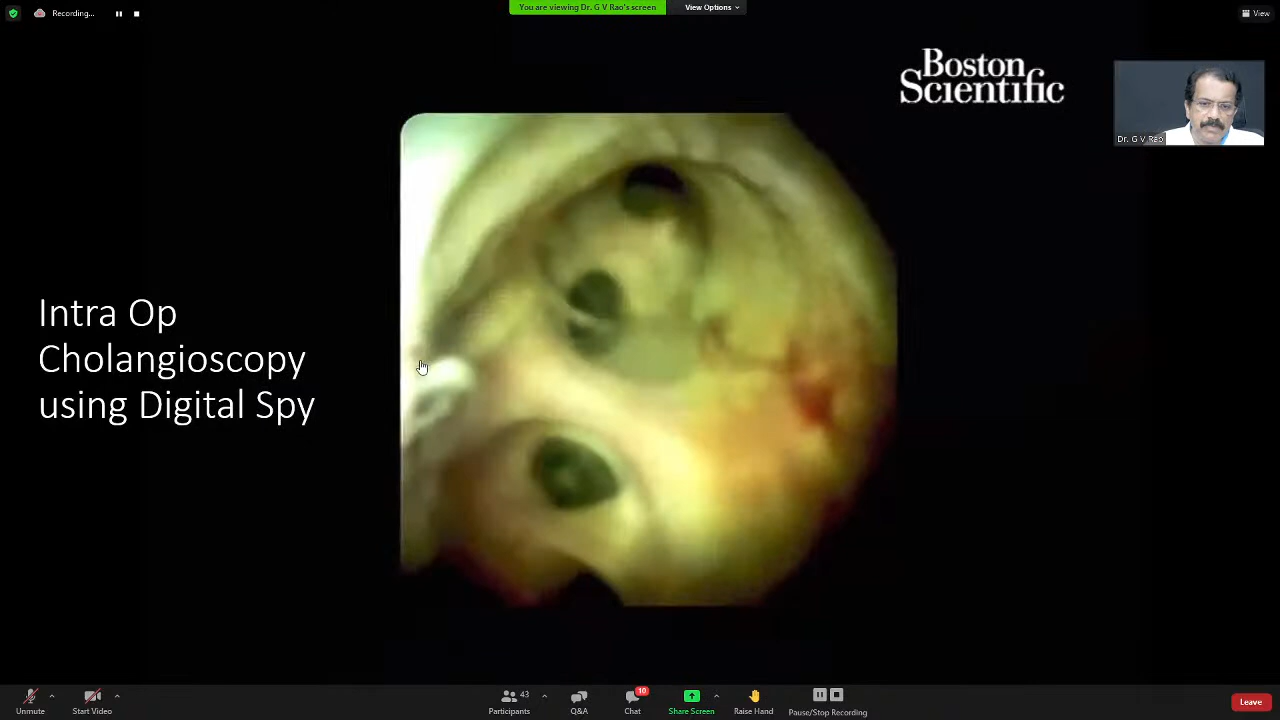 Recording...
You are viewing Dr. G V Rao's screen
View Options
View
Boston
Scientific
Dr. G V Rao
Intra Op
Cholangioscopy
using Digital Spy
Unmute
Start Video
43
Participants
Q&A
10
Chat
Share Screen
Raise Hand
Pause/Stop Recording
Leave